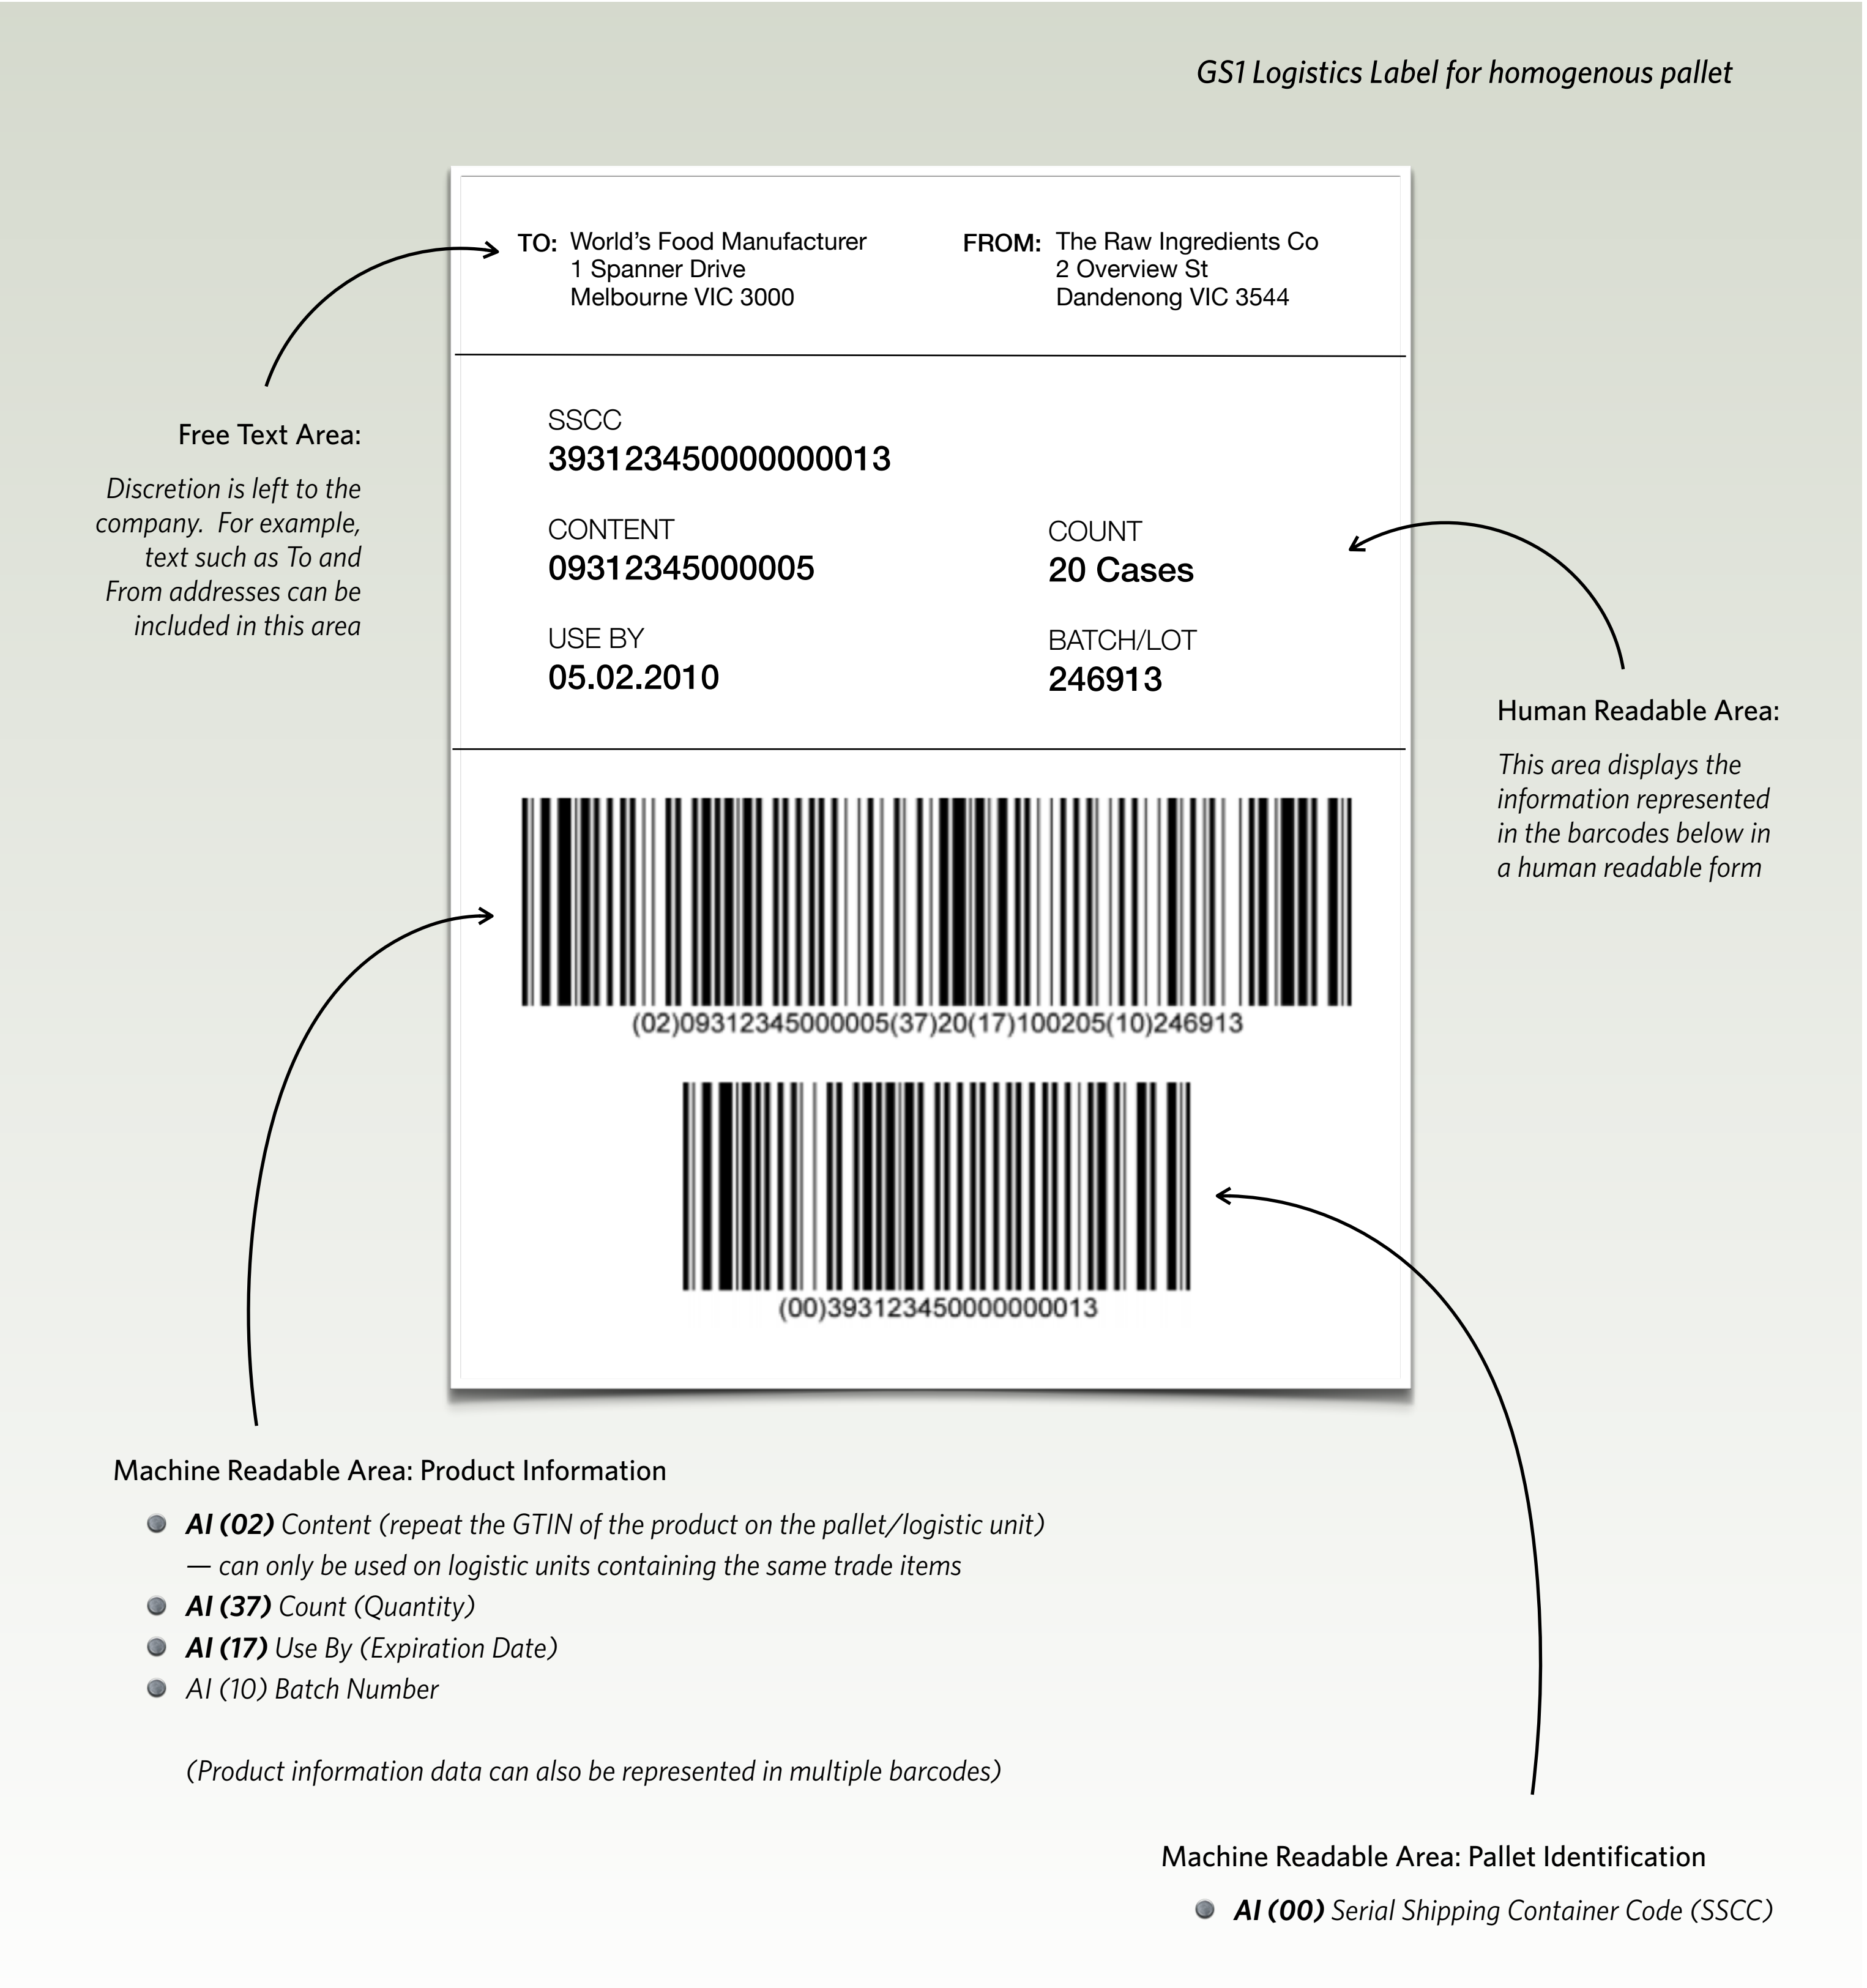 GS1 Logistics Label for homogenous pallet
TO: World’s Food Manufacturer
1 Spanner Drive
Melbourne VIC 3000
FROM: The Raw Ingredients Co
2 Overview St
Dandenong VIC 3544
Free Text Area:
Discretion is left to the
company. For example,
text such as To and
From addresses can be
included in this area
SSCC
393123450000000013
CONTENT
09312345000005
COUNT
20 Cases
USE BY
05.02.2010
BATCH/LOT
246913
Human Readable Area:
This area displays the
information represented
in the barcodes below in
a human readable form
(02)09312345000005(37)20(17)100205(10)246913
(00)393123450000000013
Machine Readable Area: Product Information
AI (02) Content (repeat the GTIN of the product on the pallet/logistic unit)
— can only be used on logistic units containing the same trade items
AI (37) Count (Quantity)
AI (17) Use By (Expiration Date)
AI (10) Batch Number
(Product information data can also be represented in multiple barcodes)
Machine Readable Area: Pallet Identification
AI (00) Serial Shipping Container Code (SSCC)